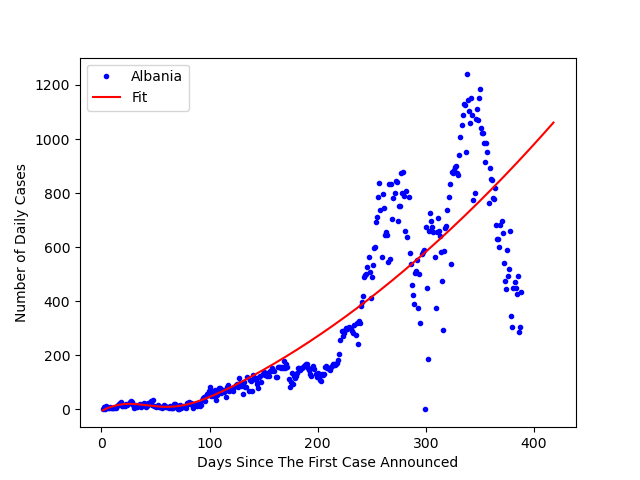 Albania
Fit
1200
1000
800
600
400
200
0
Number of Daily Cases
0 100 200 300 400
Days Since The First Case Announced